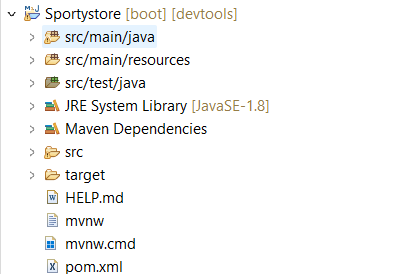 Sportystore [boot] [devtools]
src/main/java
src/main/resources
src/test/java
JRE System Library [JavaSE-1.8]
Maven Dependencies
src
target
HELP.md
mvnw
mvnw.cmd
pom.xml